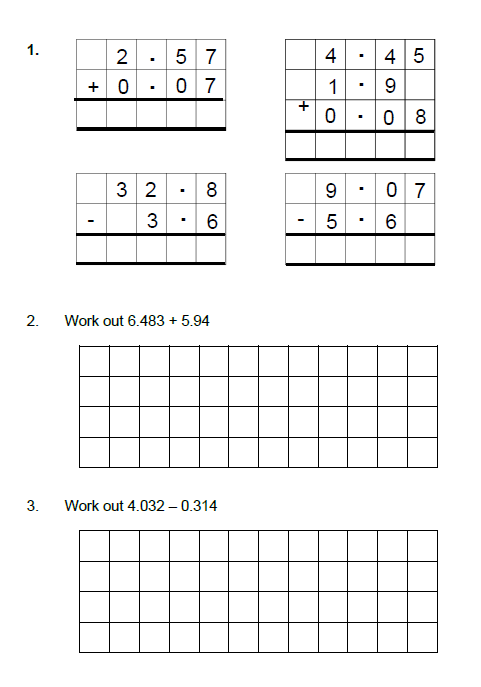 1.
2 . 5 7
+ 0 . 0 7
4 . 4 5
1 . 9
+ 0 . 0 8
3 2 . 8
- 3 . 6
9 . 0 7
- 5 . 6
2. Work out 6.483 + 5.94
3. Work out 4.032 – 0.314